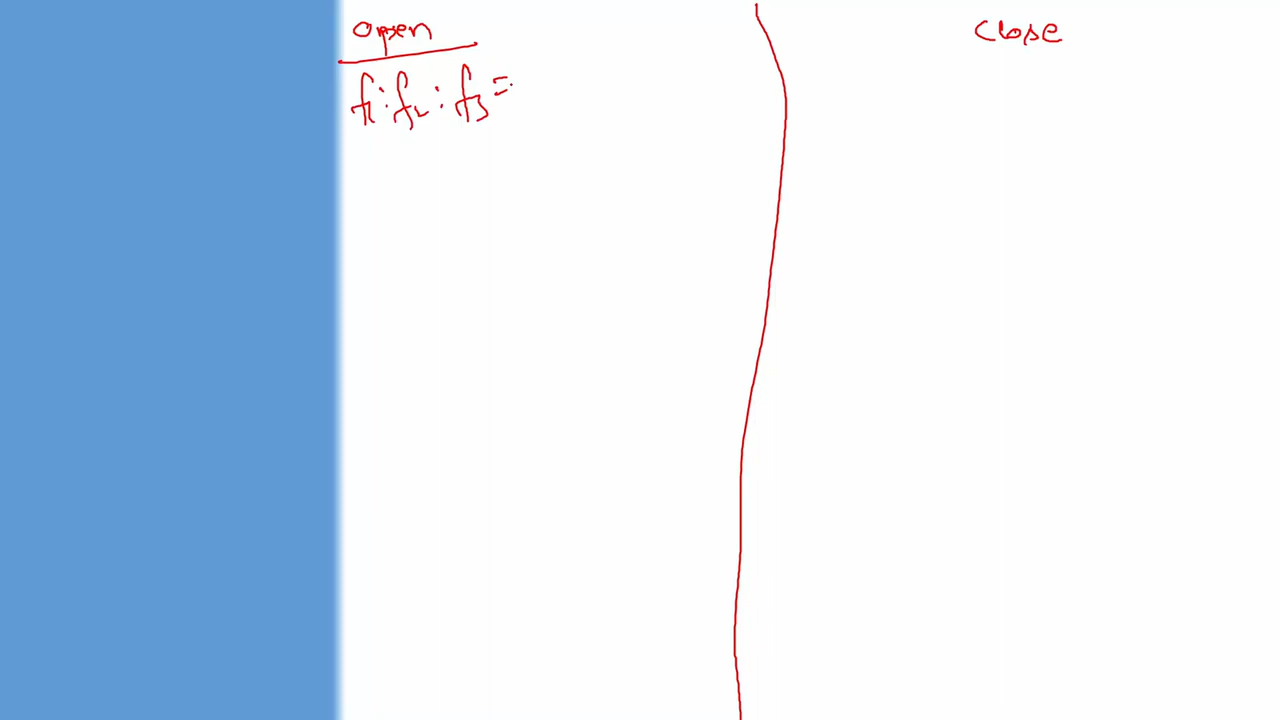 open
f1 : f2 : f3 =
close